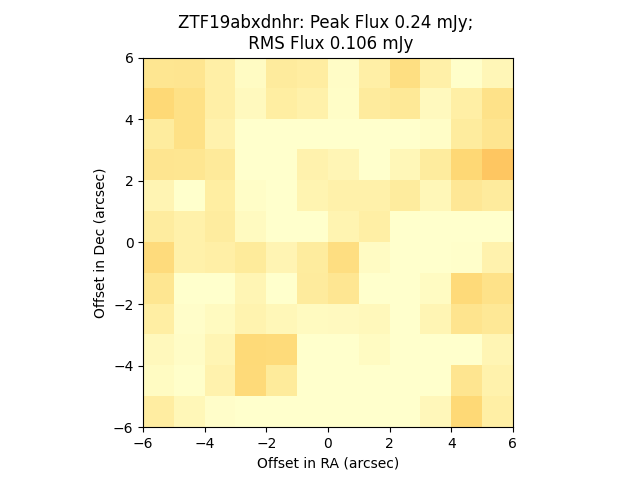 ZTF19abxdnhr: Peak Flux 0.24 mJy;
RMS Flux 0.106 mJy
6
4
2
0
−2
−4
−6
Offset in Dec (arcsec)
−6 −4 −2 0 2 4 6
Offset in RA (arcsec)